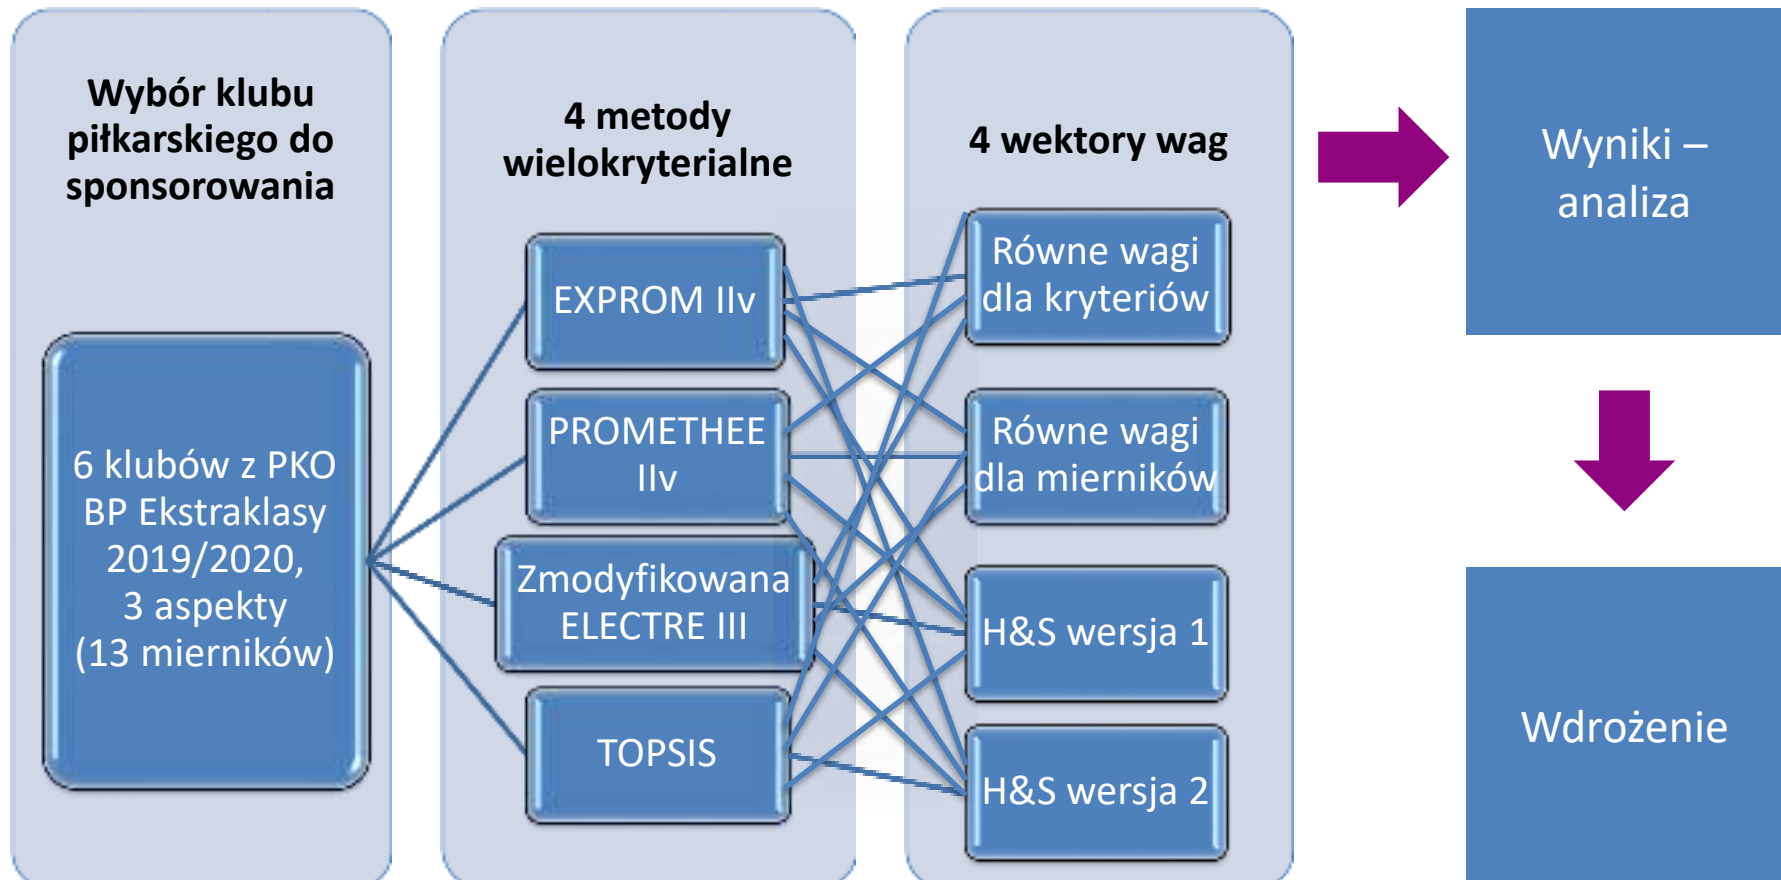 Wybór klubu
piłkarskiego do
sponsorowania
6 klubów z PKO
BP Ekstraklasy
2019/2020,
3 aspekty
(13 mierników)
4 metody
wielokryterialne
EXPROM IIv
PROMETHEE
IIv
Zmodyfikowana
ELECTRE III
TOPSIS
4 wektory wag
Równe wagi
dla kryteriów
Równe wagi
dla mierników
H&S wersja 1
H&S wersja 2
Wyniki –
analiza
Wdrożenie